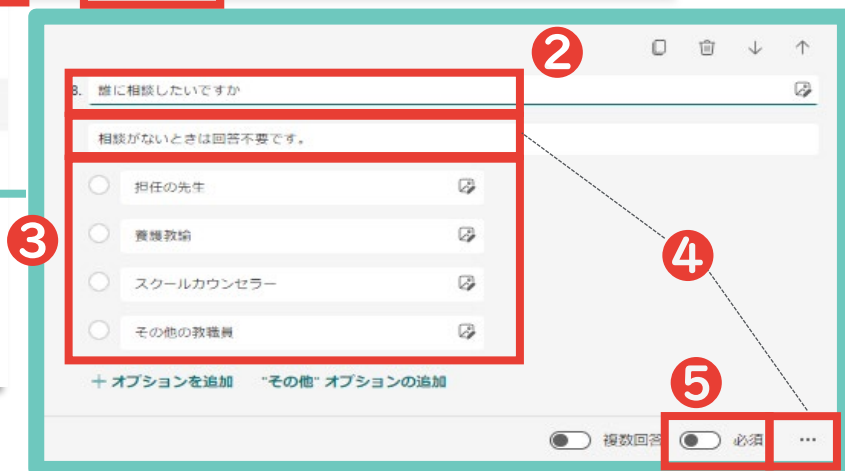 2
3. 誰に相談したいですか
相談がないときは回答不要です。
3
担任の先生
養護教諭
スクールカウンセラー
その他の教職員
4
+ オプションを追加 "その他" オプションの追加
5
複数回答 必須 …